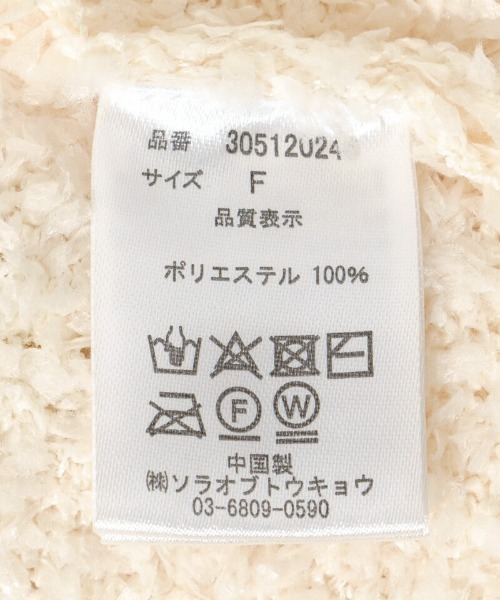 品番 30512024
サイズ F
品質表示
ポリエステル 100%
F W
中国製
㈱ソラオブトウキョウ
03-6809-0590